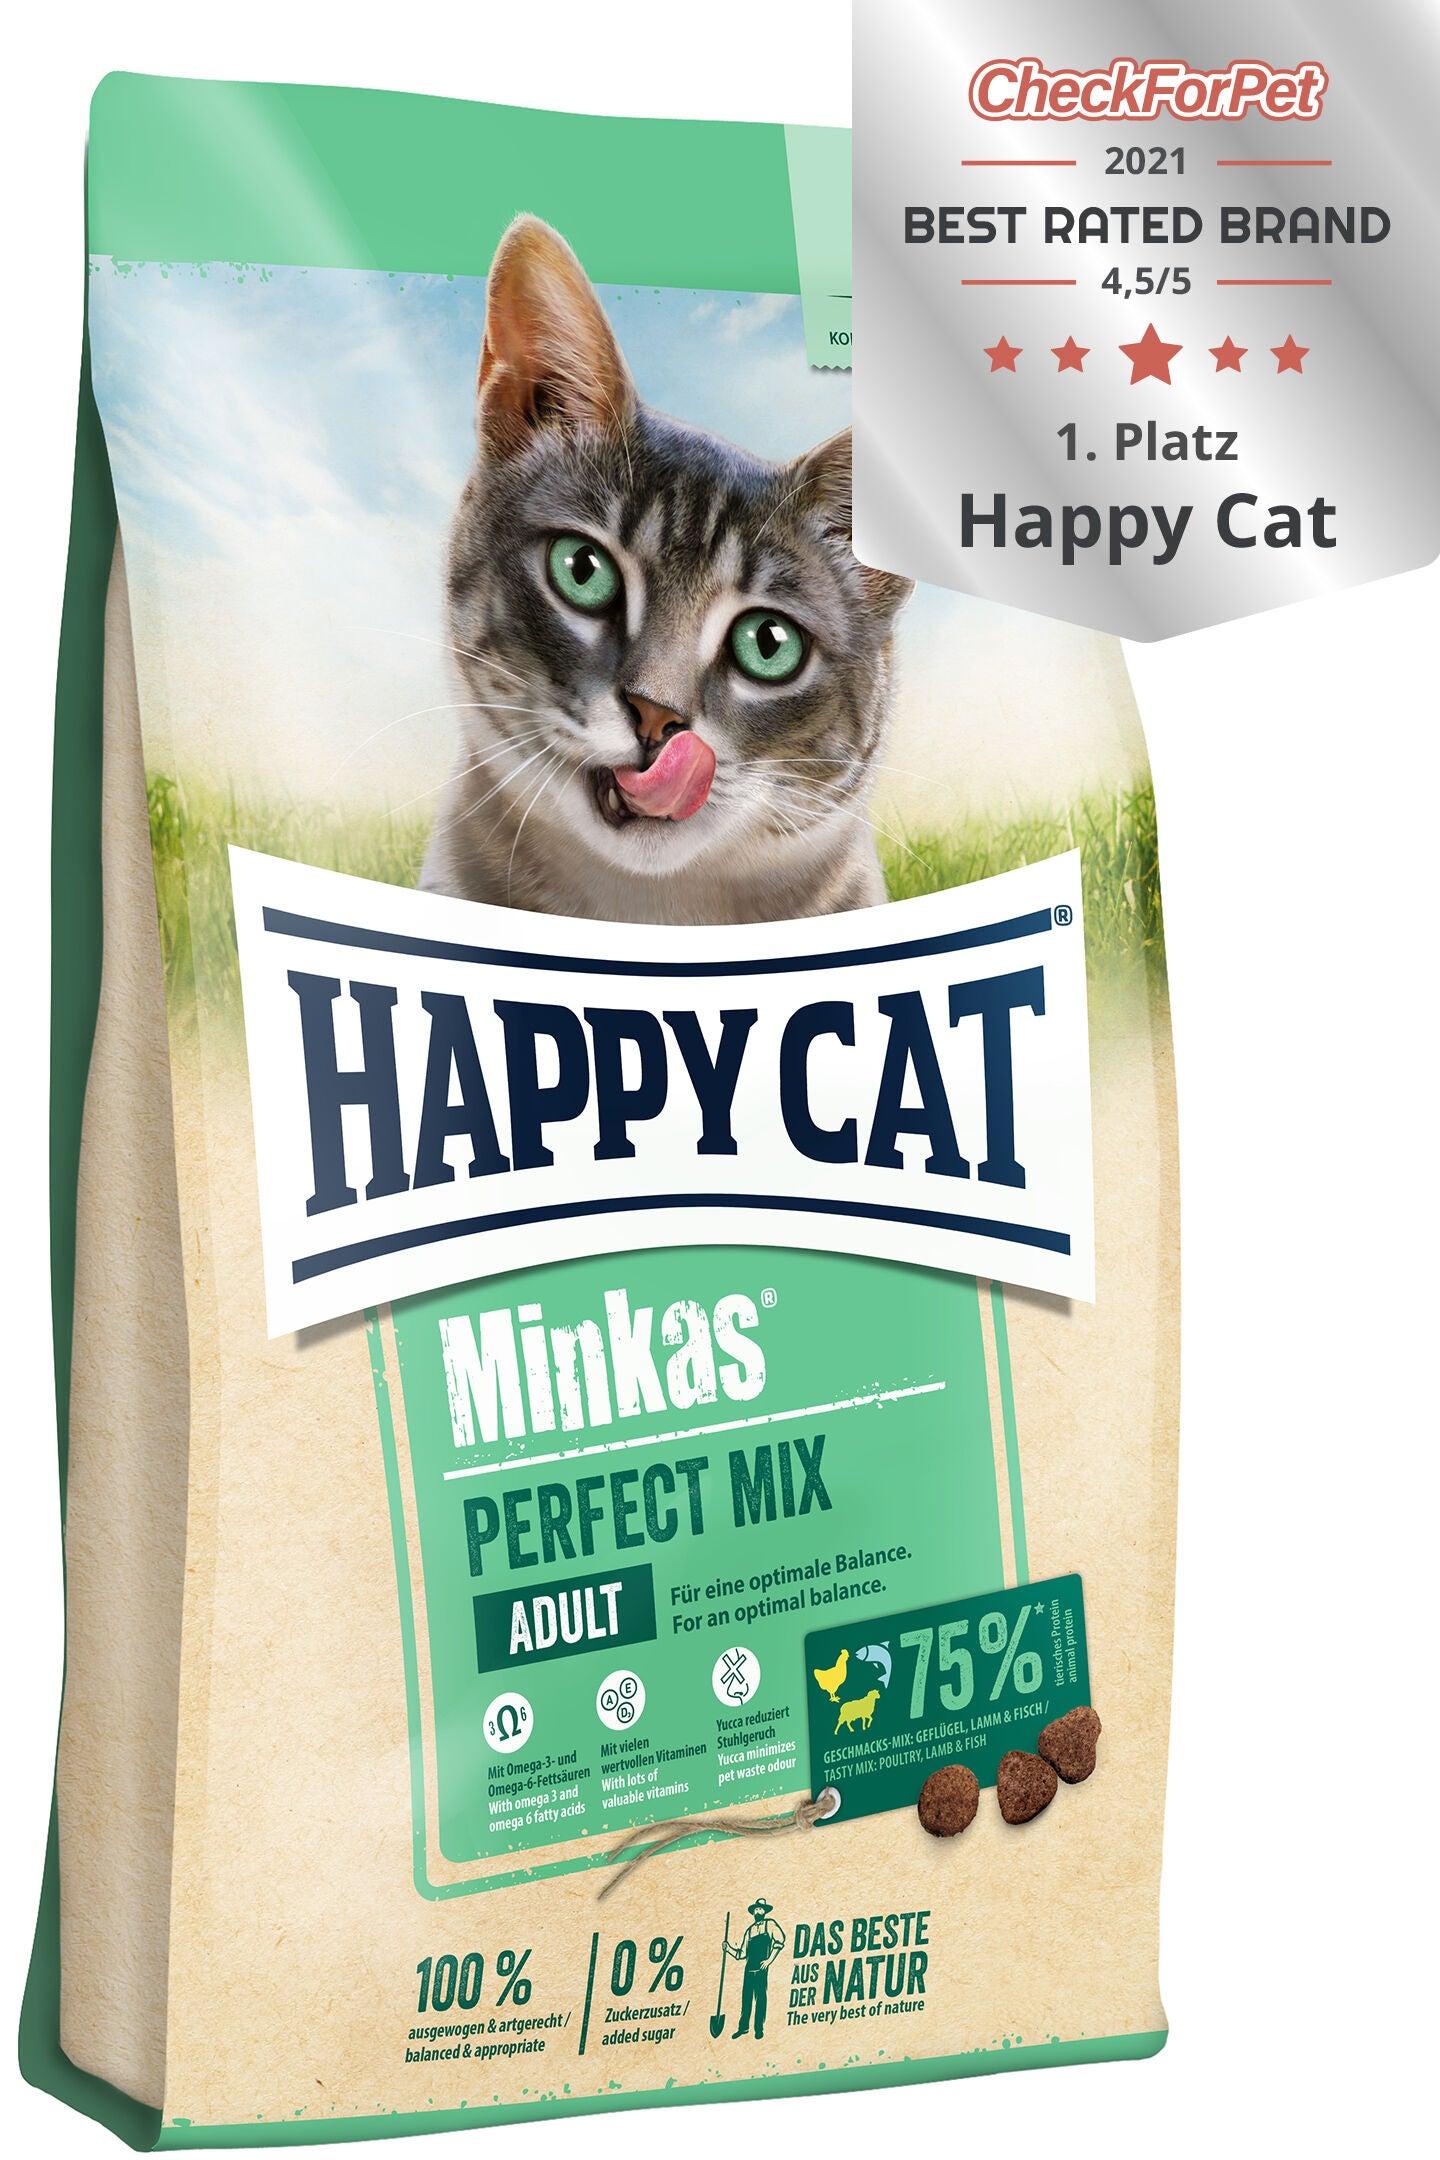 CheckForPet
2021
BEST RATED BRAND
4,5/5
1. Platz
Happy Cat
HAPPY CAT®
Minkas®
PERFECT MIX
ADULT
Für eine optimale Balance.
For an optimal balance.
3 Ω 6
Mit Omega-3- und
Omega-6-Fettsäuren
With omega 3 and
omega 6 fatty acids
A E D₃
Mit vielen
wertvollen Vitaminen
With lots of
valuable vitamins
Yucca reduziert
Stuhlgeruch
Yucca minimizes
pet waste odour
75%*
tierisches Protein
animal protein
GESCHMACKS-MIX: GEFLÜGEL, LAMM & FISCH /
TASTY MIX: POULTRY, LAMB & FISH
100 %
ausgewogen & artgerecht /
balanced & appropriate
0 %
Zuckerzusatz /
added sugar
DAS BESTE
AUS DER NATUR
The very best of nature